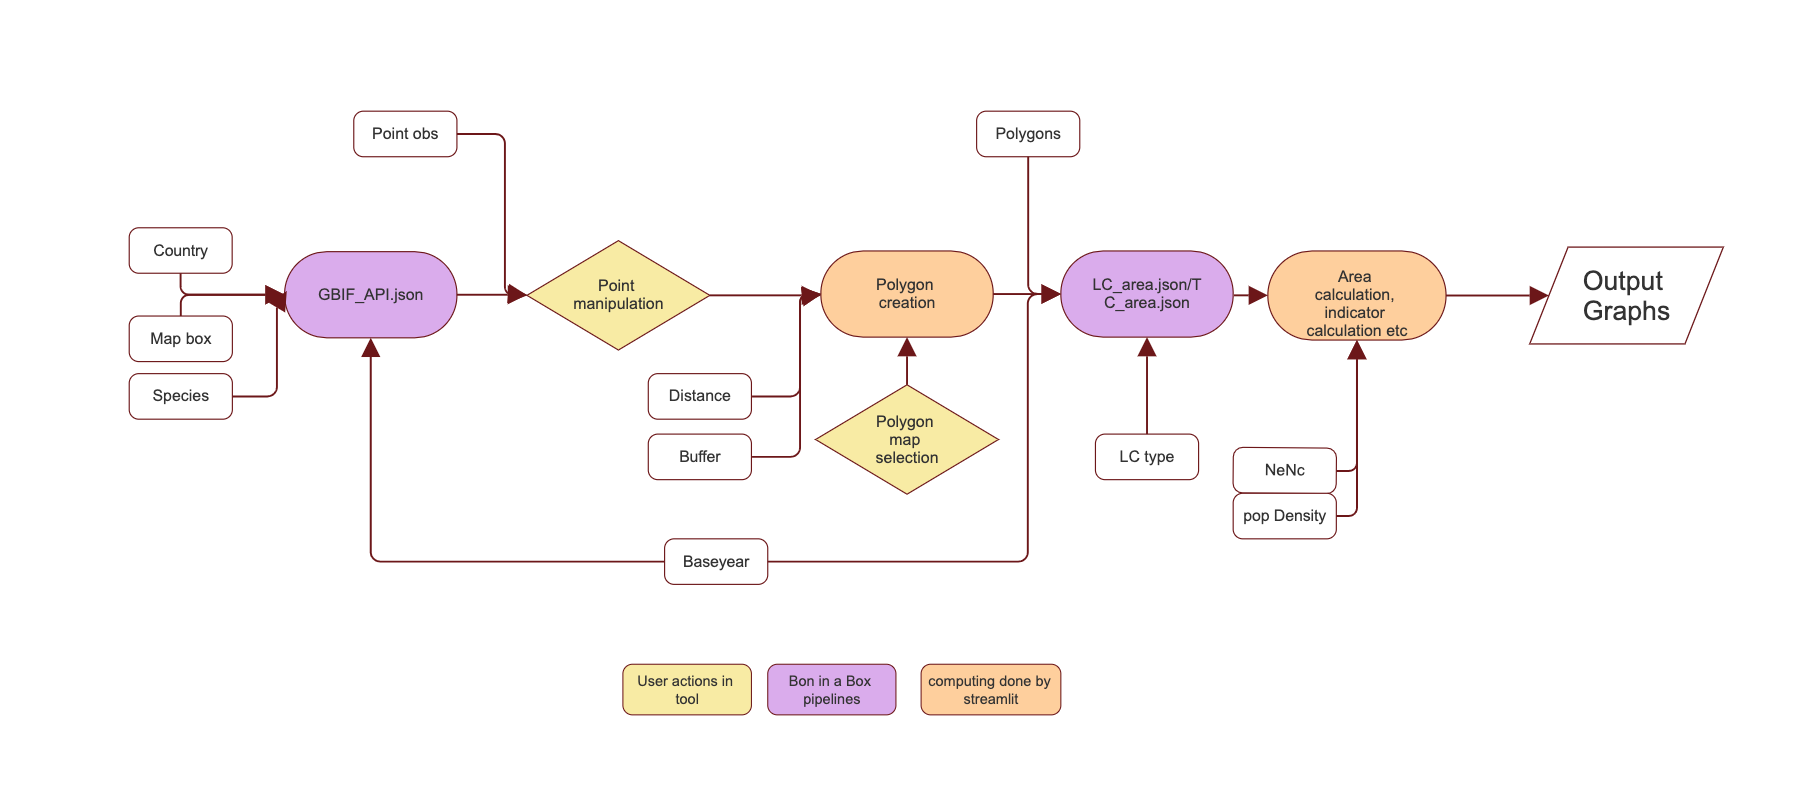 Point obs
Polygons
Country
Map box
Species
GBIF_API.json
Point
manipulation
Polygon
creation
LC_area.json/T
C_area.json
Area
calculation,
indicator
calculation etc
Output
Graphs
Distance
Buffer
Polygon
map
selection
LC type
NeNc
pop Density
Baseyear
User actions in
tool
Bon in a Box
pipelines
computing done by
streamlit